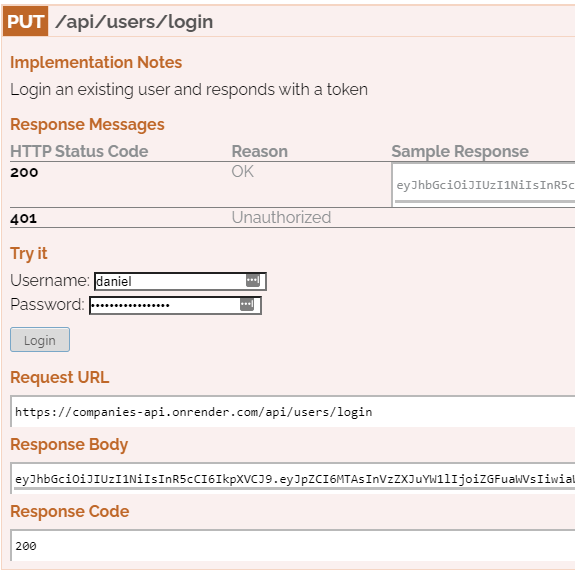 PUT /api/users/login
Implementation Notes
Login an existing user and responds with a token
Response Messages
HTTP Status Code Reason Sample Response
200 OK eyJhbGciOiJIUzI1NiIsInR5c
401 Unauthorized
Try it
Username: daniel
Password: •••••••••••••••••
Login
Request URL
https://companies-api.onrender.com/api/users/login
Response Body
eyJhbGciOiJIUzI1NiIsInR5cCI6IkpXVCJ9.eyJpZCI6MTAsInVzZXJuYW1lIjoiZGFuaWVsIiwiaW
Response Code
200